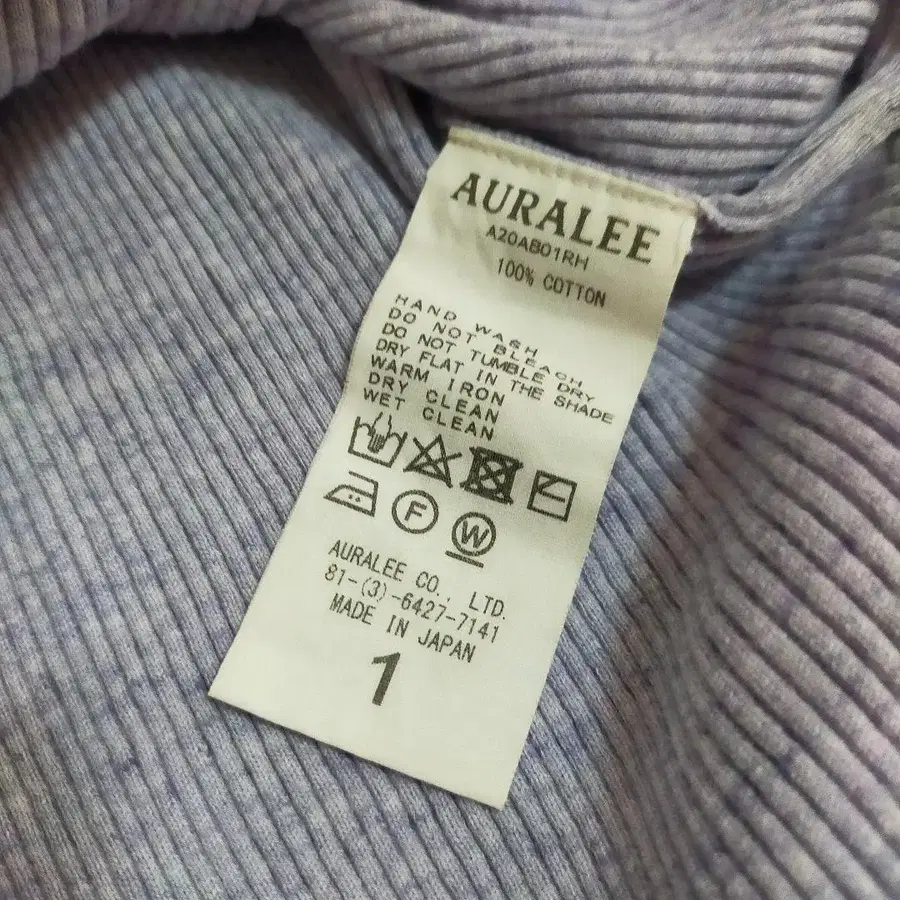 AURALEE
A20AB01RH
100% COTTON
HAND WASH
DO NOT BLEACH
DO NOT TUMBLE DRY
DRY FLAT IN THE SHADE
WARM IRON
DRY CLEAN
WET CLEAN
F
W
AURALEE CO., LTD.
81-(3)-6427-7141
MADE IN JAPAN
1